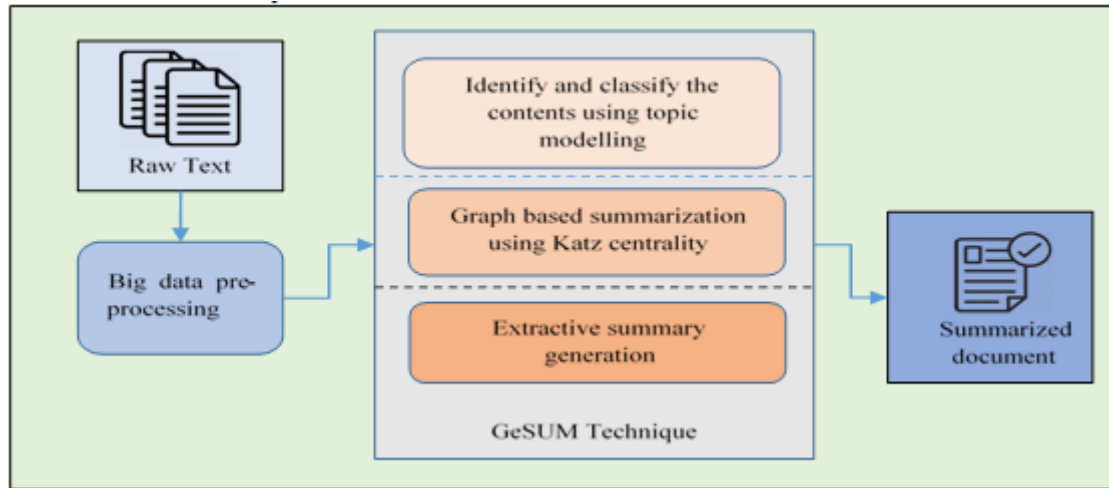 Raw Text
Big data pre-
processing
Identify and classify the
contents using topic
modelling
Graph based summarization
using Katz centrality
Extractive summary
generation
GeSUM Technique
Summarized
document